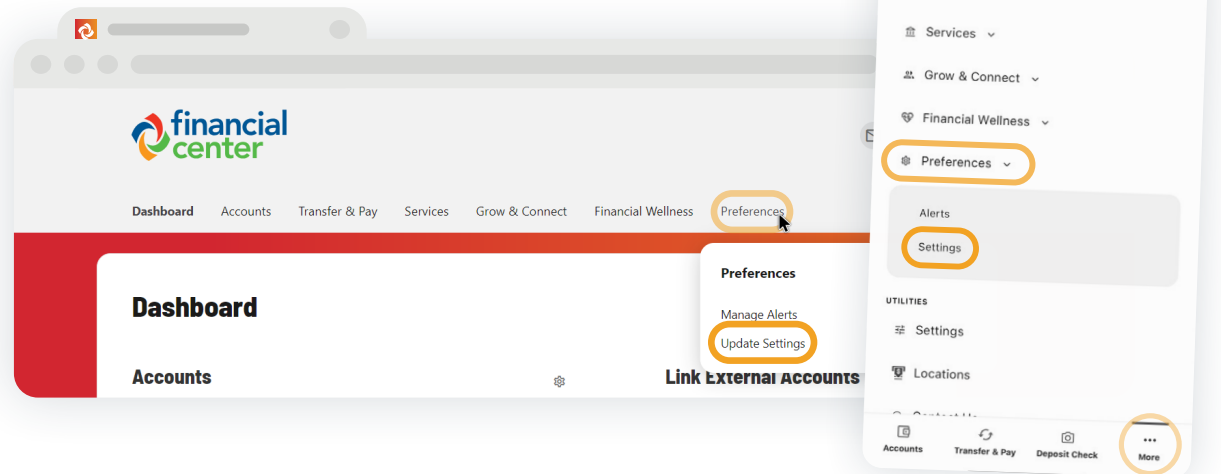 financial
center
Dashboard Accounts Transfer & Pay Services Grow & Connect Financial Wellness Preferences
Preferences
Manage Alerts
Update Settings
Dashboard
Accounts
Link External Accounts
Services
Grow & Connect
Financial Wellness
Preferences
Alerts
Settings
UTILITIES
Settings
Locations
Contact Us
Accounts Transfer & Pay Deposit Check More